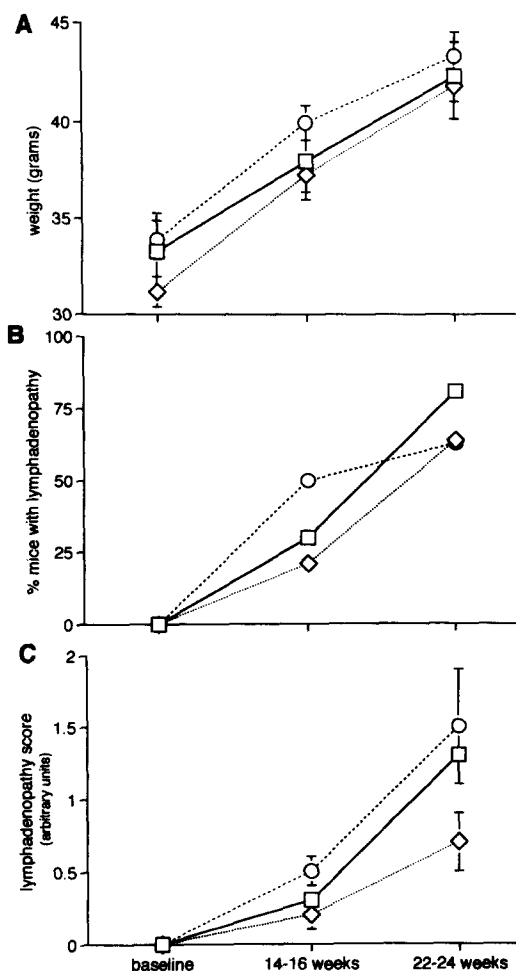 A
45
40
35
30
weight (grams)
B
100
75
50
25
0
% mice with lymphadenopathy
C
2
1.5
1
0.5
0
lymphadenopathy score
(arbitrary units)
baseline 14-16 weeks 22-24 weeks